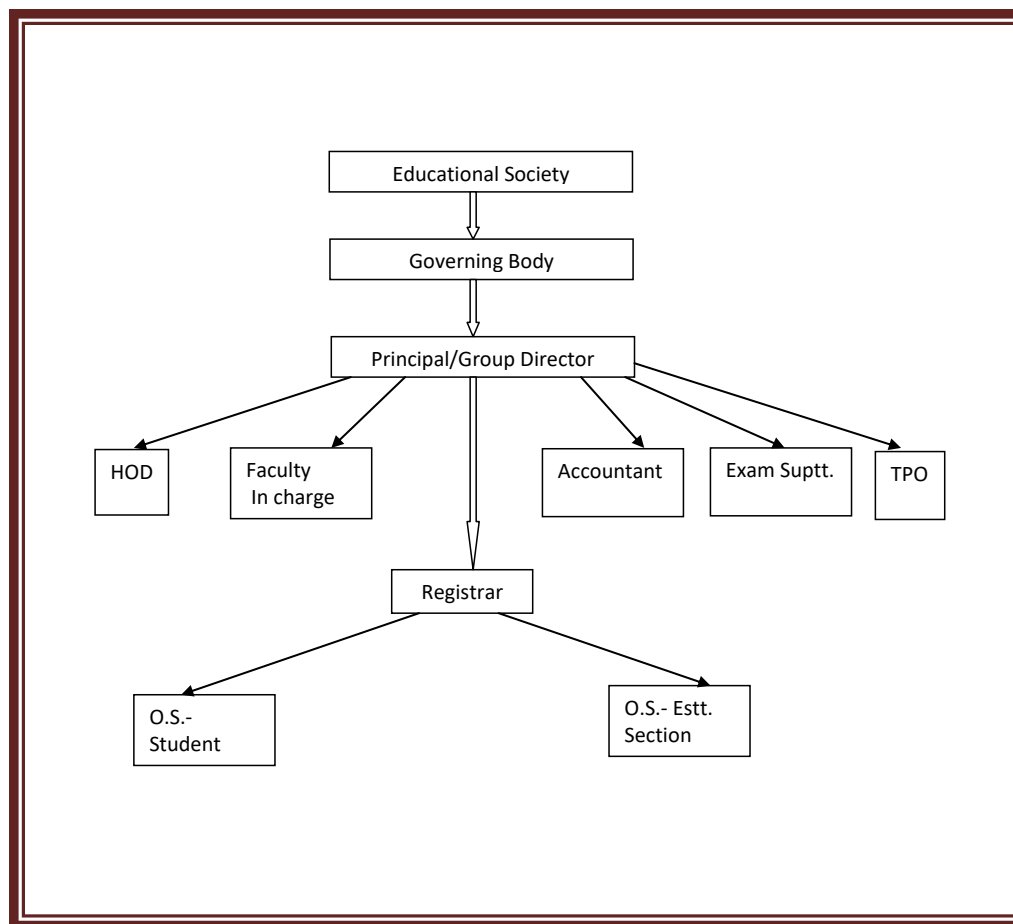 Educational Society
Governing Body
Principal/Group Director
HOD
Faculty
In charge
Accountant
Exam Suptt.
TPO
Registrar
O.S.-
Student
O.S.- Estt.
Section